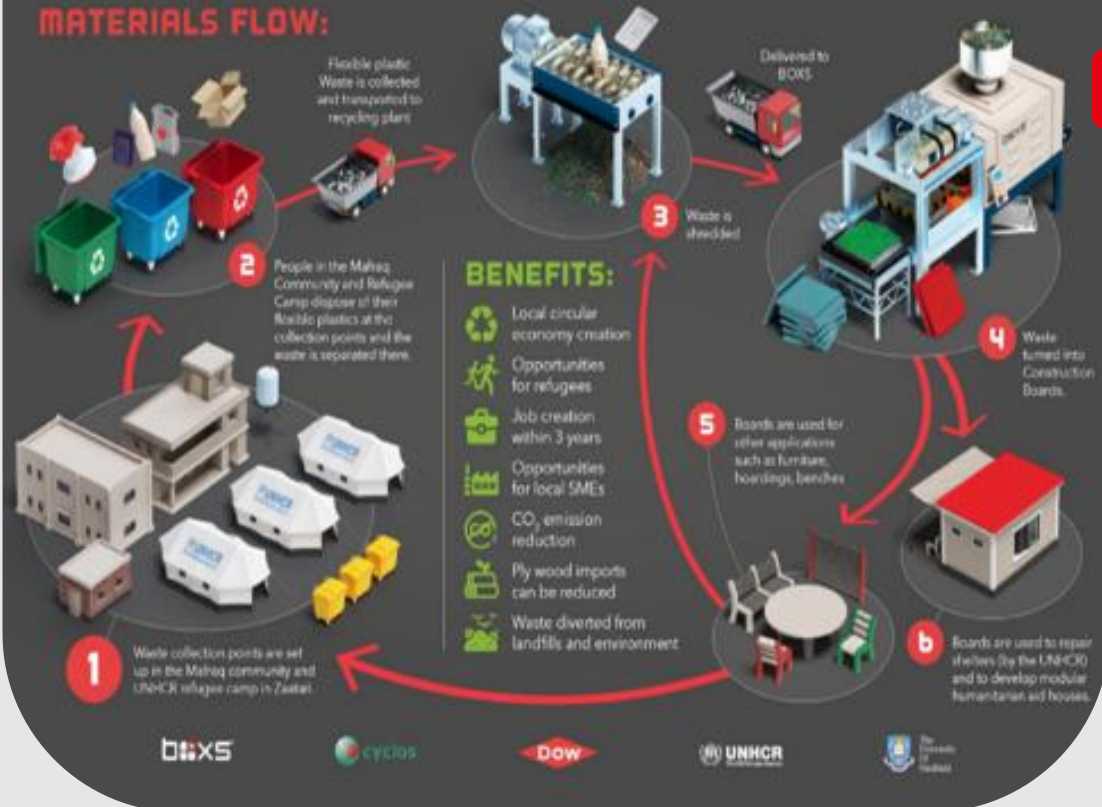 MATERIALS FLOW:
Flexible plastic
Waste is collected
and transported to
recycling plant
Delivered to
BOXS
3
Waste is
shredded
2
People in the Mafraq
Community and Refugee
Camp dispose of their
flexible plastics at the
collection points and the
waste is separated there.
BENEFITS:
Local circular
economy creation
Opportunities
for refugees
Job creation
within 3 years
Opportunities
for local SMEs
CO₂ emission
reduction
Ply wood imports
can be reduced
Waste diverted from
landfills and environment
4
Waste
turned into
Construction
Boards.
5
Boards are used for
other applications
such as furniture,
hoardings, benches
1
Waste collection points are set
up in the Mafraq community and
UNHCR refugee camp in Zaatari.
6
Boards are used to repair
shelters (by the UNHCR)
and to develop modular
humanitarian aid houses.
boxs
cyclos
Dow
UNHCR
The
University
Of
Sheffield